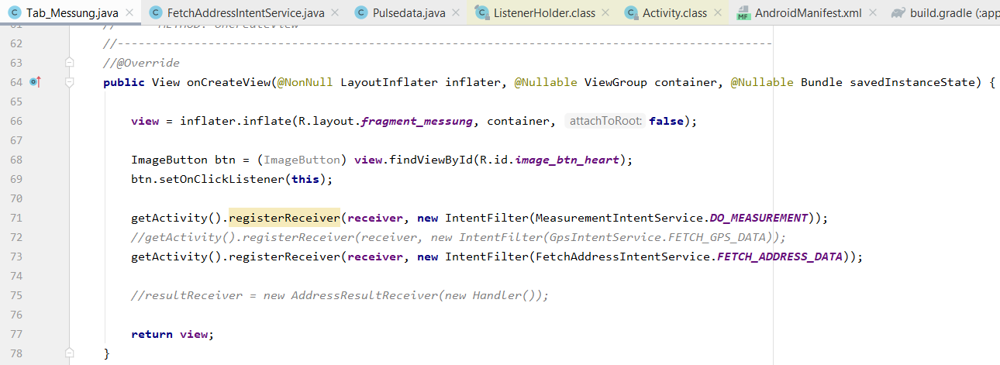 Tab_Messung.java FetchAddressIntentService.java Pulsedata.java ListenerHolder.class Activity.class AndroidManifest.xml build.gradle (:app
61 // METHOD: onCreateView
62 //----------------------------------------------------------------------------------------------
63 //@Override
64 public View onCreateView(@NonNull LayoutInflater inflater, @Nullable ViewGroup container, @Nullable Bundle savedInstanceState) {
65
66 view = inflater.inflate(R.layout.fragment_messung, container, attachToRoot: false);
67
68 ImageButton btn = (ImageButton) view.findViewById(R.id.image_btn_heart);
69 btn.setOnClickListener(this);
70
71 getActivity().registerReceiver(receiver, new IntentFilter(MeasurementIntentService.DO_MEASUREMENT));
72 //getActivity().registerReceiver(receiver, new IntentFilter(GpsIntentService.FETCH_GPS_DATA));
73 getActivity().registerReceiver(receiver, new IntentFilter(FetchAddressIntentService.FETCH_ADDRESS_DATA));
74
75 //resultReceiver = new AddressResultReceiver(new Handler());
76
77 return view;
78 }